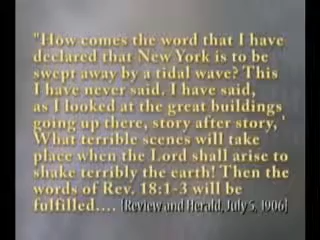 "How comes the word that I have
declared that New York is to be
swept away by a tidal wave? This
I have never said. I have said,
as I looked at the great buildings
going up there, story after story, '
What terrible scenes will take
place when the Lord shall arise to
shake terribly the earth! Then the
words of Rev. 18:1-3 will be
fulfilled.... [Review and Herald, July 5, 1906]